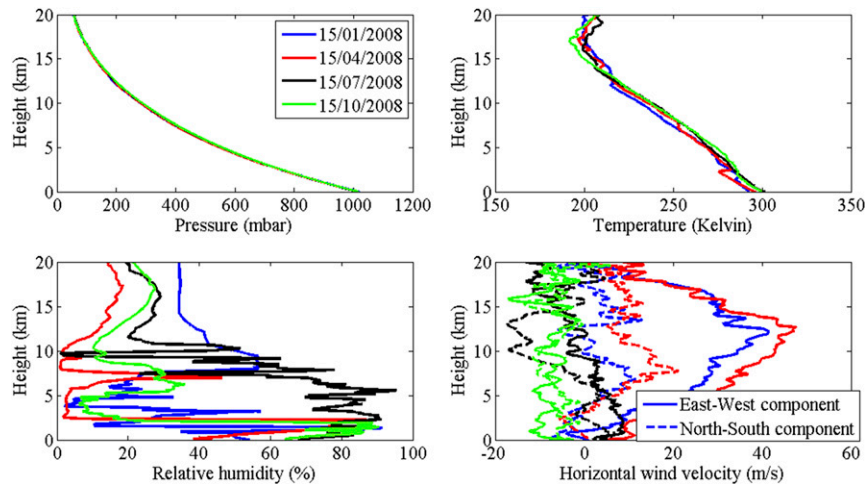 20
15
10
5
0
Height (km)
15/01/2008
15/04/2008
15/07/2008
15/10/2008
0 200 400 600 800 1000 1200
Pressure (mbar)
20
15
10
5
0
Height (km)
150 200 250 300 350
Temperature (Kelvin)
20
15
10
5
0
Height (km)
0 20 40 60 80 100
Relative humidity (%)
20
15
10
5
0
Height (km)
East-West component
North-South component
-20 0 20 40 60
Horizontal wind velocity (m/s)